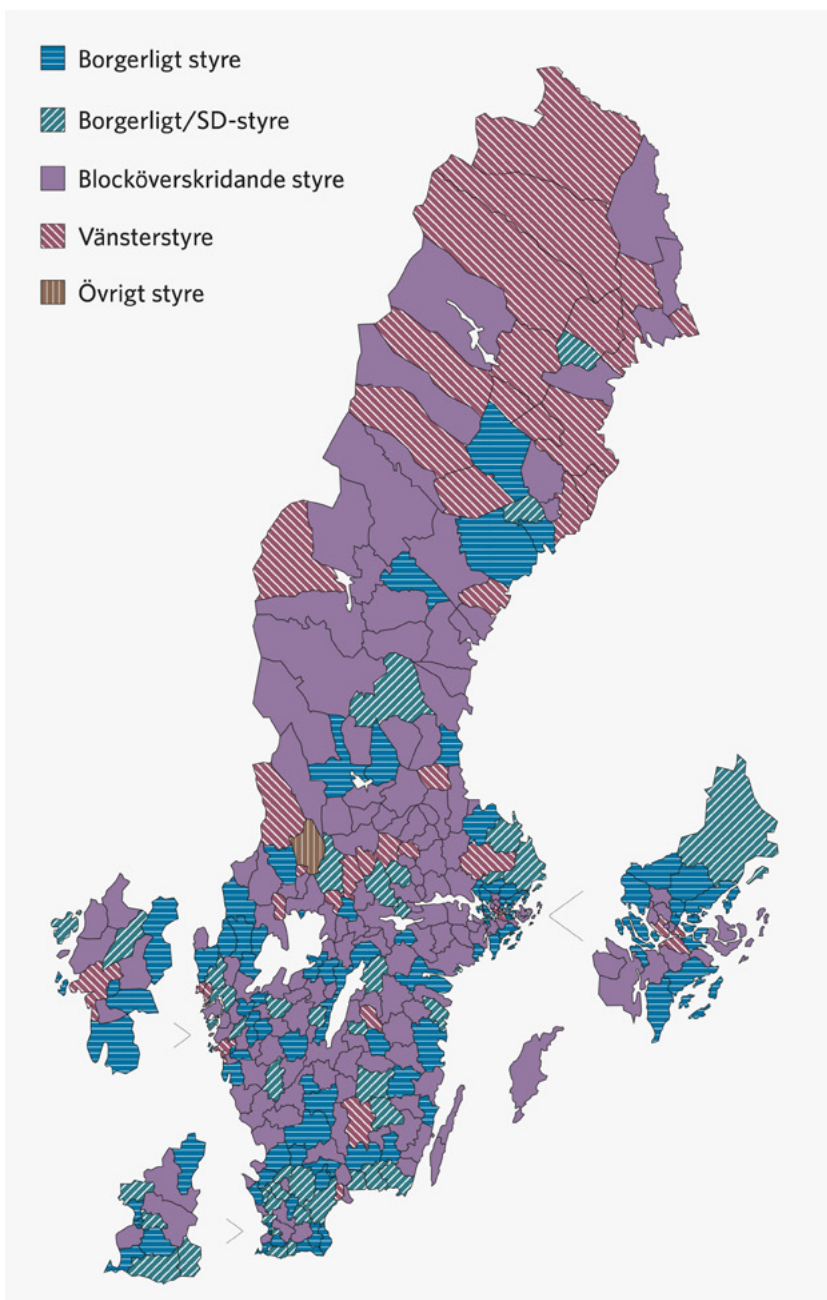 Borgerligt styre
Borgerligt/SD-styre
Blocköverskridande styre
Vänsterstyre
Övrigt styre